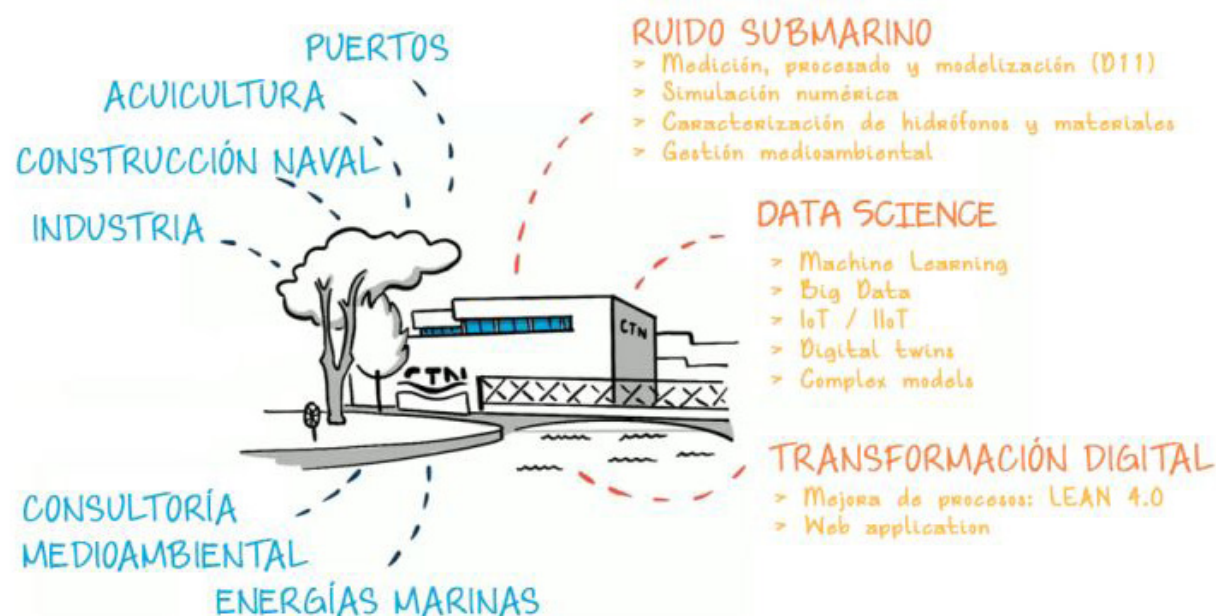 PUERTOS
ACUICULTURA
CONSTRUCCIÓN NAVAL
INDUSTRIA
CONSULTORÍA
MEDIOAMBIENTAL
ENERGÍAS MARINAS
CTN
CTN
RUIDO SUBMARINO
> Medición, procesado y modelización (D11)
> Simulación numérica
> Caracterización de hidrófonos y materiales
> Gestión medioambiental
DATA SCIENCE
> Machine Learning
> Big Data
> IoT / IIoT
> Digital twins
> Complex models
TRANSFORMACIÓN DIGITAL
> Mejora de procesos: LEAN 4.0
> Web application